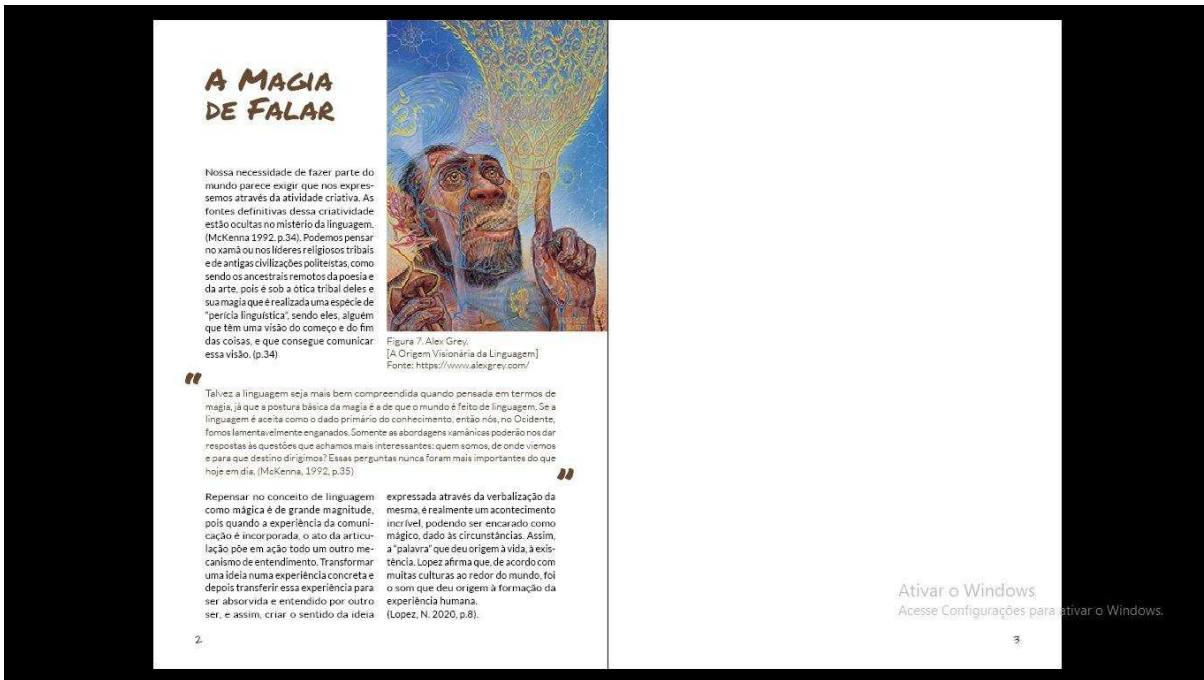 A MAGIA
DE FALAR
Nossa necessidade de fazer parte do
mundo parece exigir que nos expres-
semos através da atividade criativa. As
fontes definitivas dessa criatividade
estão ocultas no mistério da linguagem.
(McKenna 1992. p.34). Podemos pensar
no xamã ou nos líderes religiosos tribais
e de antigas civilizações politeístas, como
sendo os ancestrais remotos da poesia e
da arte, pois é sob a ótica tribal deles e
sua magia que é realizada uma espécie de
"perícia linguística", sendo eles, alguém
que têm uma visão do começo e do fim
das coisas, e que consegue comunicar
essa visão. (p.34)
Figura 7. Alex Grey.
[A Origem Visionária da Linguagem]
Fonte: https://www.alexgrey.com/
"
Talvez a linguagem seja mais bem compreendida quando pensada em termos de
magia, já que a postura básica da magia é a de que o mundo é feito de linguagem. Se a
linguagem é aceita como o dado primário do conhecimento, então nós, no Ocidente,
fomos lamentavelmente enganados. Somente as abordagens xamânicas poderão nos dar
respostas às questões que achamos mais interessantes: quem somos, de onde viemos
e para que destino dirigimos? Essas perguntas nunca foram mais importantes do que
hoje em dia. (McKenna, 1992, p.35)
"
Repensar no conceito de linguagem
como mágica é de grande magnitude,
pois quando a experiência da comuni-
cação é incorporada, o ato da articu-
lação põe em ação todo um outro me-
canismo de entendimento. Transformar
uma ideia numa experiência concreta e
depois transferir essa experiência para
ser absorvida e entendido por outro
ser, e assim, criar o sentido da ideia
expressada através da verbalização da
mesma, é realmente um acontecimento
incrível, podendo ser encarado como
mágico, dado às circunstâncias. Assim,
a "palavra" que deu origem à vida, à exis-
tência. Lopez afirma que, de acordo com
muitas culturas ao redor do mundo, foi
o som que deu origem à formação da
experiência humana.
(Lopez, N. 2020, p.8).
2
Ativar o Windows
Acesse Configurações para ativar o Windows.
3